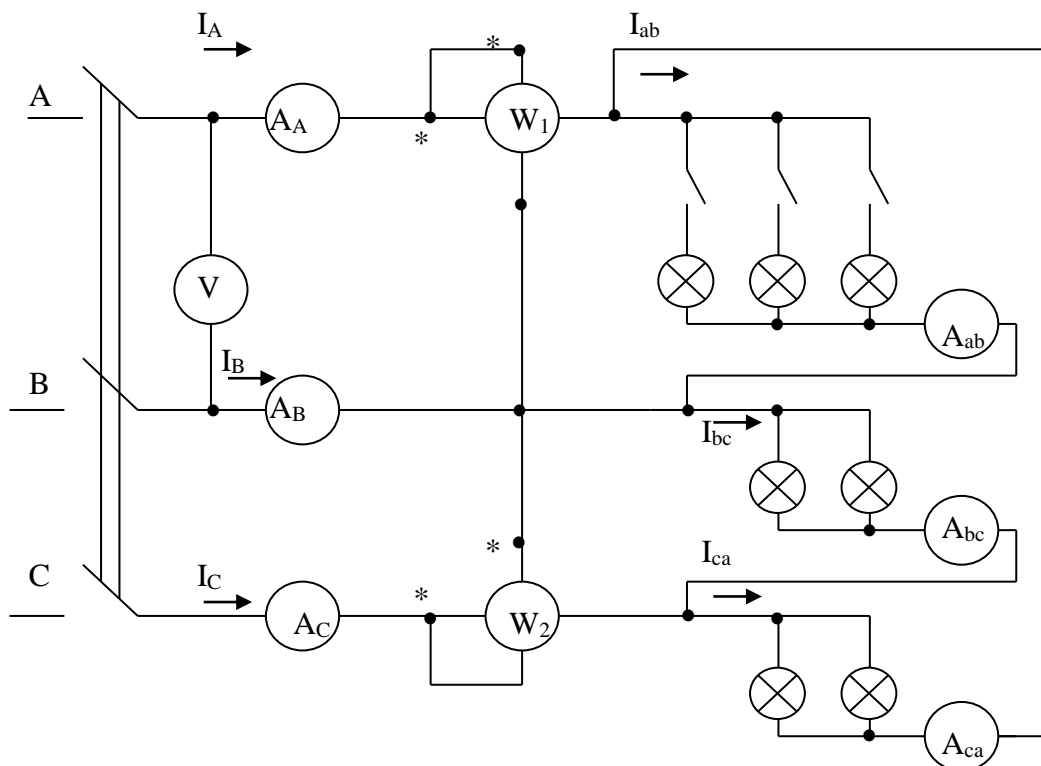 I_A
*
I_ab
A
A_A
W_1
*
V
A_ab
I_B
B
A_B
I_bc
A_bc
*
I_ca
C
I_C
*
A_C
W_2
A_ca